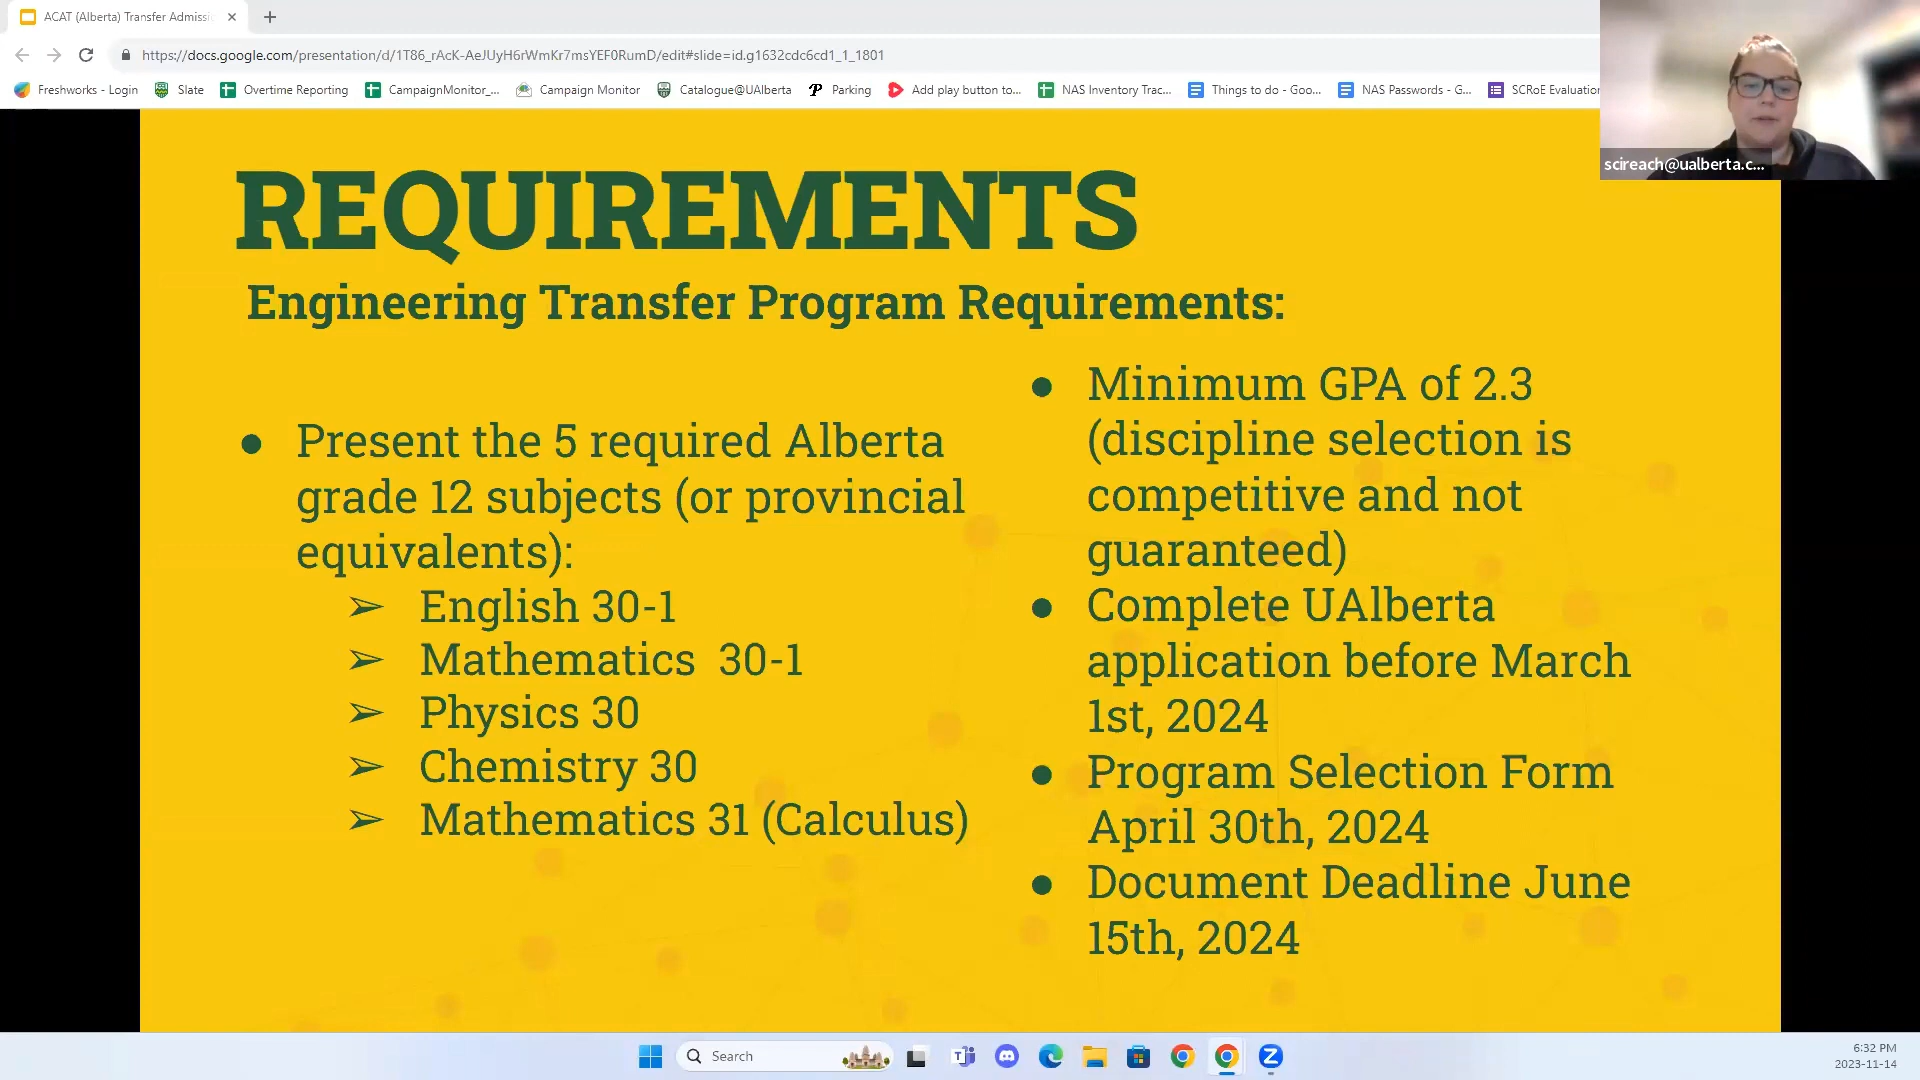 ACAT (Alberta) Transfer Admissi
https://docs.google.com/presentation/d/1T86_rAcK-AeJUyH6rWmKr7msYEF0RumD/edit#slide=id.g1632cdc6cd1_1_1801
Freshworks - Login Slate Overtime Reporting CampaignMonitor_... Campaign Monitor Catalogue@UAlberta Parking Add play button to... NAS Inventory Trac... Things to do - Goo... NAS Passwords - G... SCRoE Evaluation
scireach@ualberta.c...
REQUIREMENTS
Engineering Transfer Program Requirements:
● Present the 5 required Alberta
grade 12 subjects (or provincial
equivalents):
➢ English 30-1
➢ Mathematics 30-1
➢ Physics 30
➢ Chemistry 30
➢ Mathematics 31 (Calculus)
● Minimum GPA of 2.3
(discipline selection is
competitive and not
guaranteed)
● Complete UAlberta
application before March
1st, 2024
● Program Selection Form
April 30th, 2024
● Document Deadline June
15th, 2024
Search
6:32 PM
2023-11-14